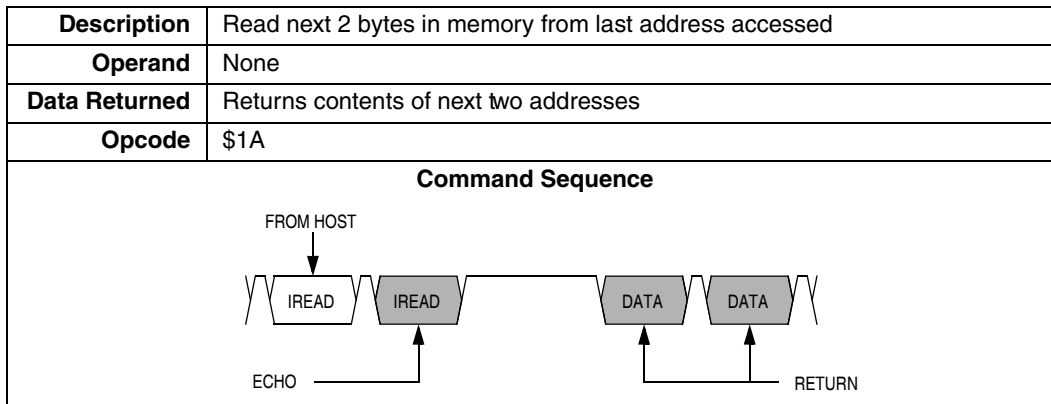 Description Read next 2 bytes in memory from last address accessed
Operand None
Data Returned Returns contents of next two addresses
Opcode $1A
Command Sequence
FROM HOST
IREAD IREAD DATA DATA
ECHO RETURN